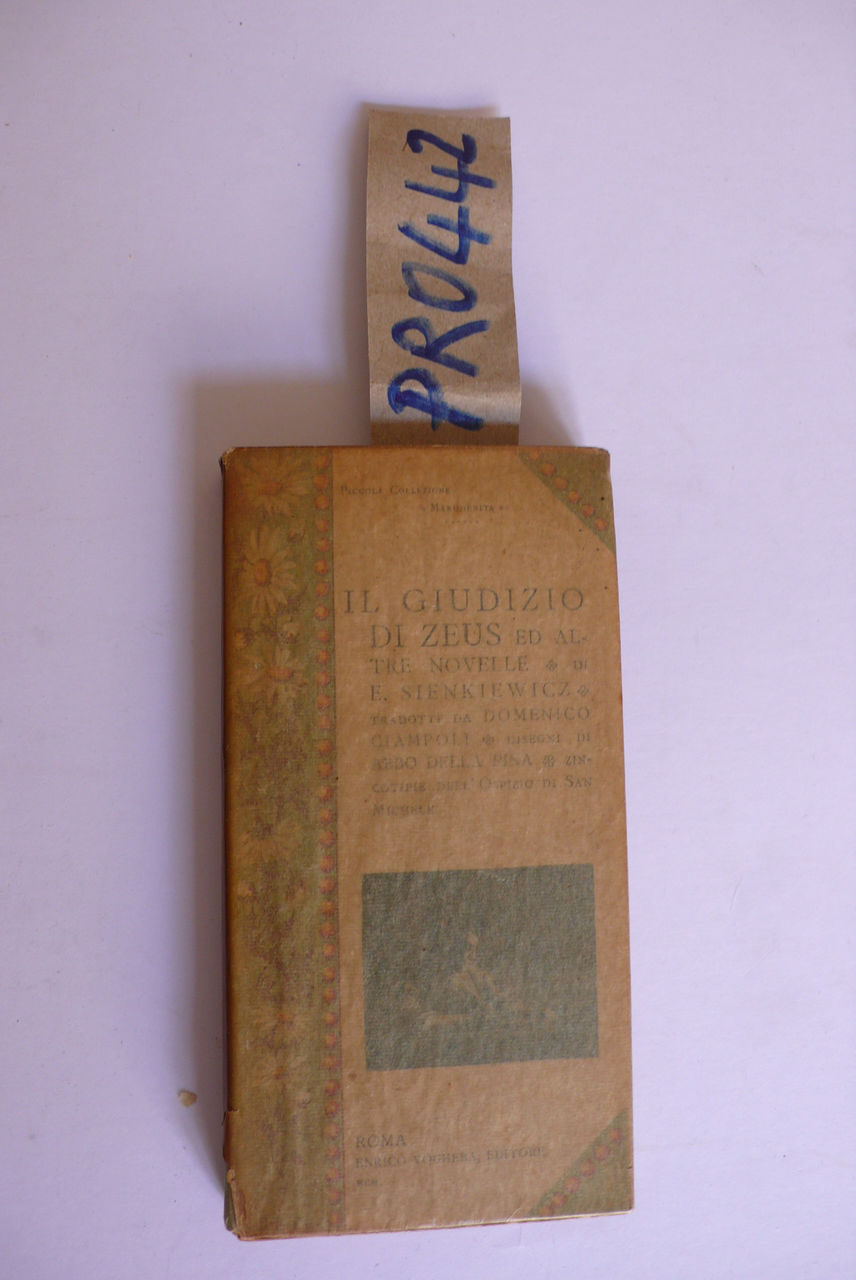 PR0442
PICCOLA COLLEZIONE
« MARGHERITA »
IL GIUDIZIO
DI ZEUS ED AL-
TRE NOVELLE DI
E. SIENKIEWICZ
TRADOTTE DA DOMENICO
CIAMPOLI DISEGNI DI
DELLA PINA ZIN-
COTIPIE DELL'OSPIZIO DI SAN
MICHELE
ROMA
ENRICO VOGHERA, EDITORE